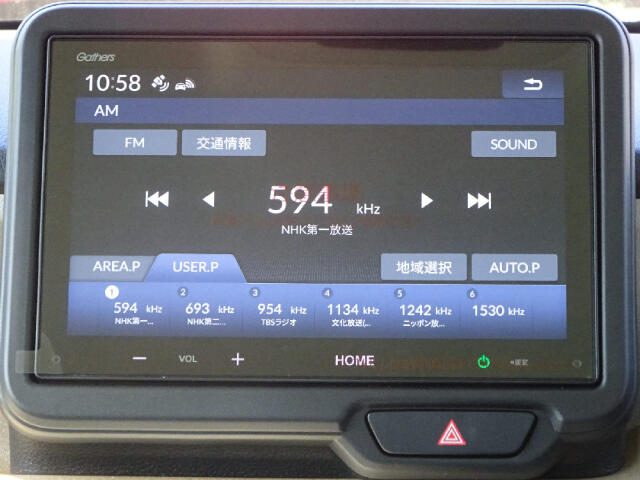 Gathers
10:58
AM
FM 交通情報 SOUND
594 kHz
NHK第一放送
AREA.P USER.P 地域選択 AUTO.P
1 2 3 4 5 6
594 kHz 693 kHz 954 kHz 1134 kHz 1242 kHz 1530 kHz
NHK第一... NHK第二... TBSラジオ 文化放送(... ニッポン放...
− VOL + HOME